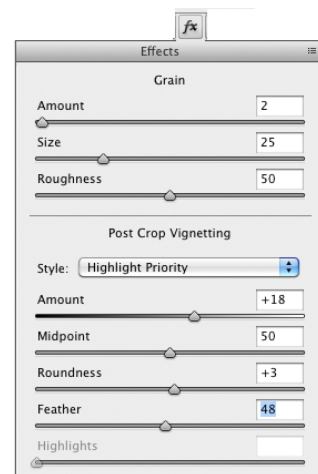 fx
Effects
Grain
Amount 2
Size 25
Roughness 50
Post Crop Vignetting
Style: Highlight Priority
Amount +18
Midpoint 50
Roundness +3
Feather 48
Highlights